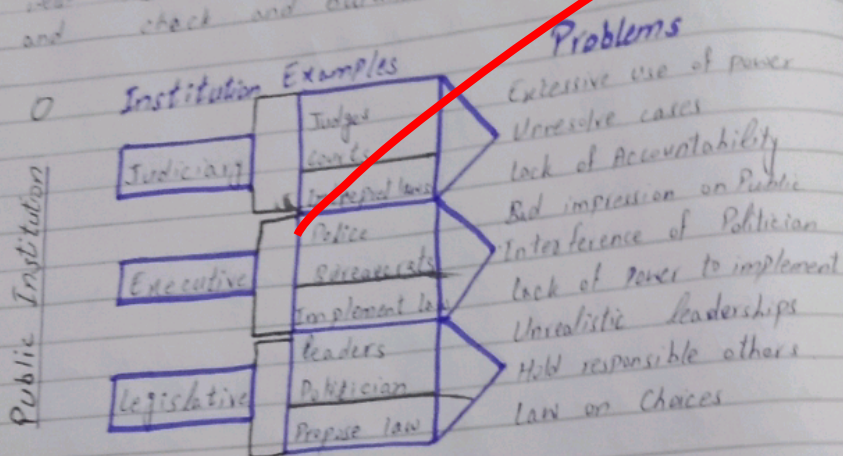 and check and
Problems
Institution Examples
Public Institution
Judiciary
Judges
Courts
laws
Excessive use of power
Unresolve cases
Lack of Accountability
Executive
Police
Bureaucrats
Implement law
Bad impression on Public
Interference of Politician
Lack of Power to implement
Legislative
Leaders
Politician
Propose law
Unrealistic leaderships
Hold responsible others
Law on Choices